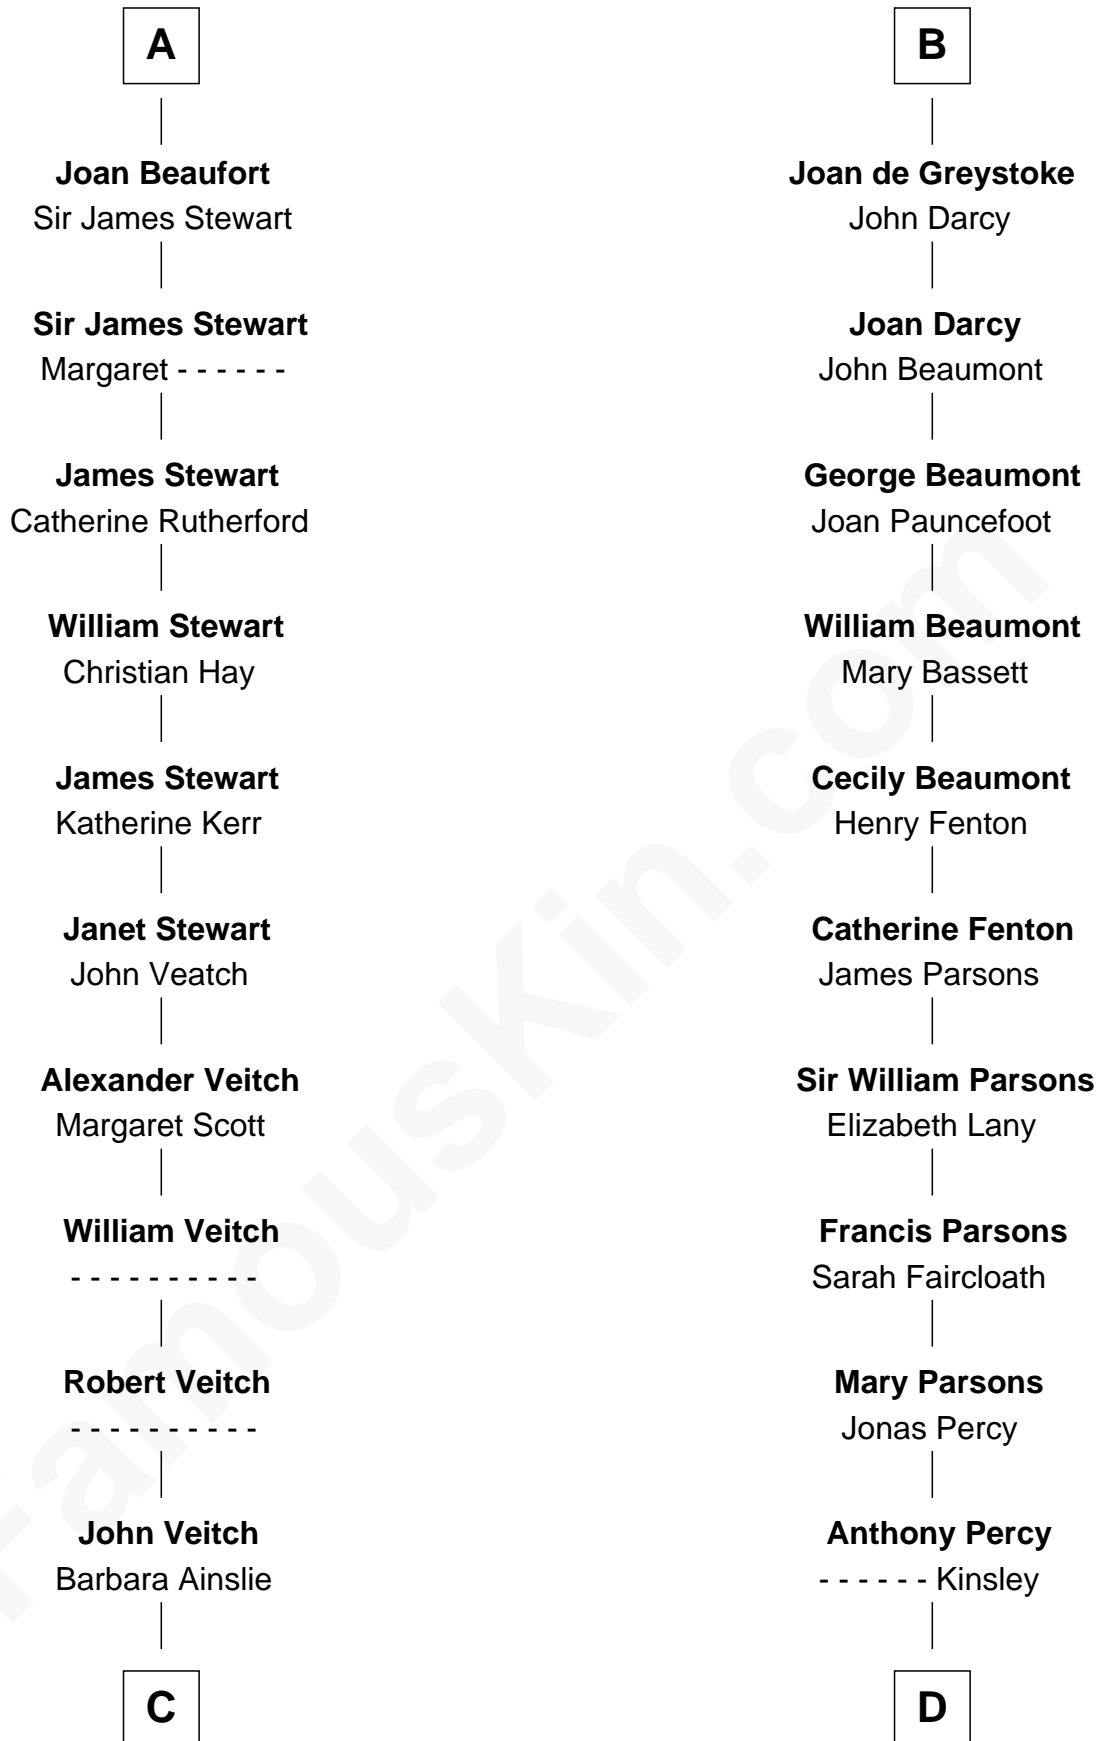 A
Joan Beaufort
Sir James Stewart
Sir James Stewart
Margaret - - - - - -
James Stewart
Catherine Rutherford
William Stewart
Christian Hay
James Stewart
Katherine Kerr
Janet Stewart
John Veatch
Alexander Veitch
Margaret Scott
William Veitch
- - - - - - - - - -
Robert Veitch
- - - - - - - - - -
John Veitch
Barbara Ainslie
C
B
Joan de Greystoke
John Darcy
Joan Darcy
John Beaumont
George Beaumont
Joan Pauncefoot
William Beaumont
Mary Bassett
Cecily Beaumont
Henry Fenton
Catherine Fenton
James Parsons
Sir William Parsons
Elizabeth Lany
Francis Parsons
Sarah Faircloath
Mary Parsons
Jonas Percy
Anthony Percy
- - - - - - Kinsley
D
FamousKin.com